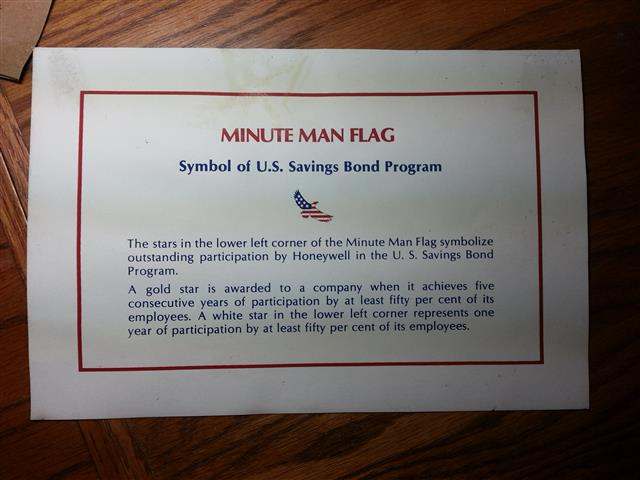 MINUTE MAN FLAG
Symbol of U.S. Savings Bond Program
The stars in the lower left corner of the Minute Man Flag symbolize
outstanding participation by Honeywell in the U. S. Savings Bond
Program.
A gold star is awarded to a company when it achieves five
consecutive years of participation by at least fifty per cent of its
employees. A white star in the lower left corner represents one
year of participation by at least fifty per cent of its employees.